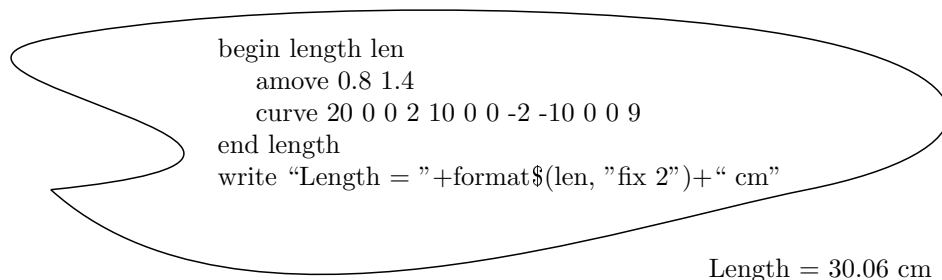 begin length len
amove 0.8 1.4
curve 20 0 0 2 10 0 0 -2 -10 0 0 9
end length
write “Length = ”+format$(len, ”fix 2”)+“ cm”
Length = 30.06 cm